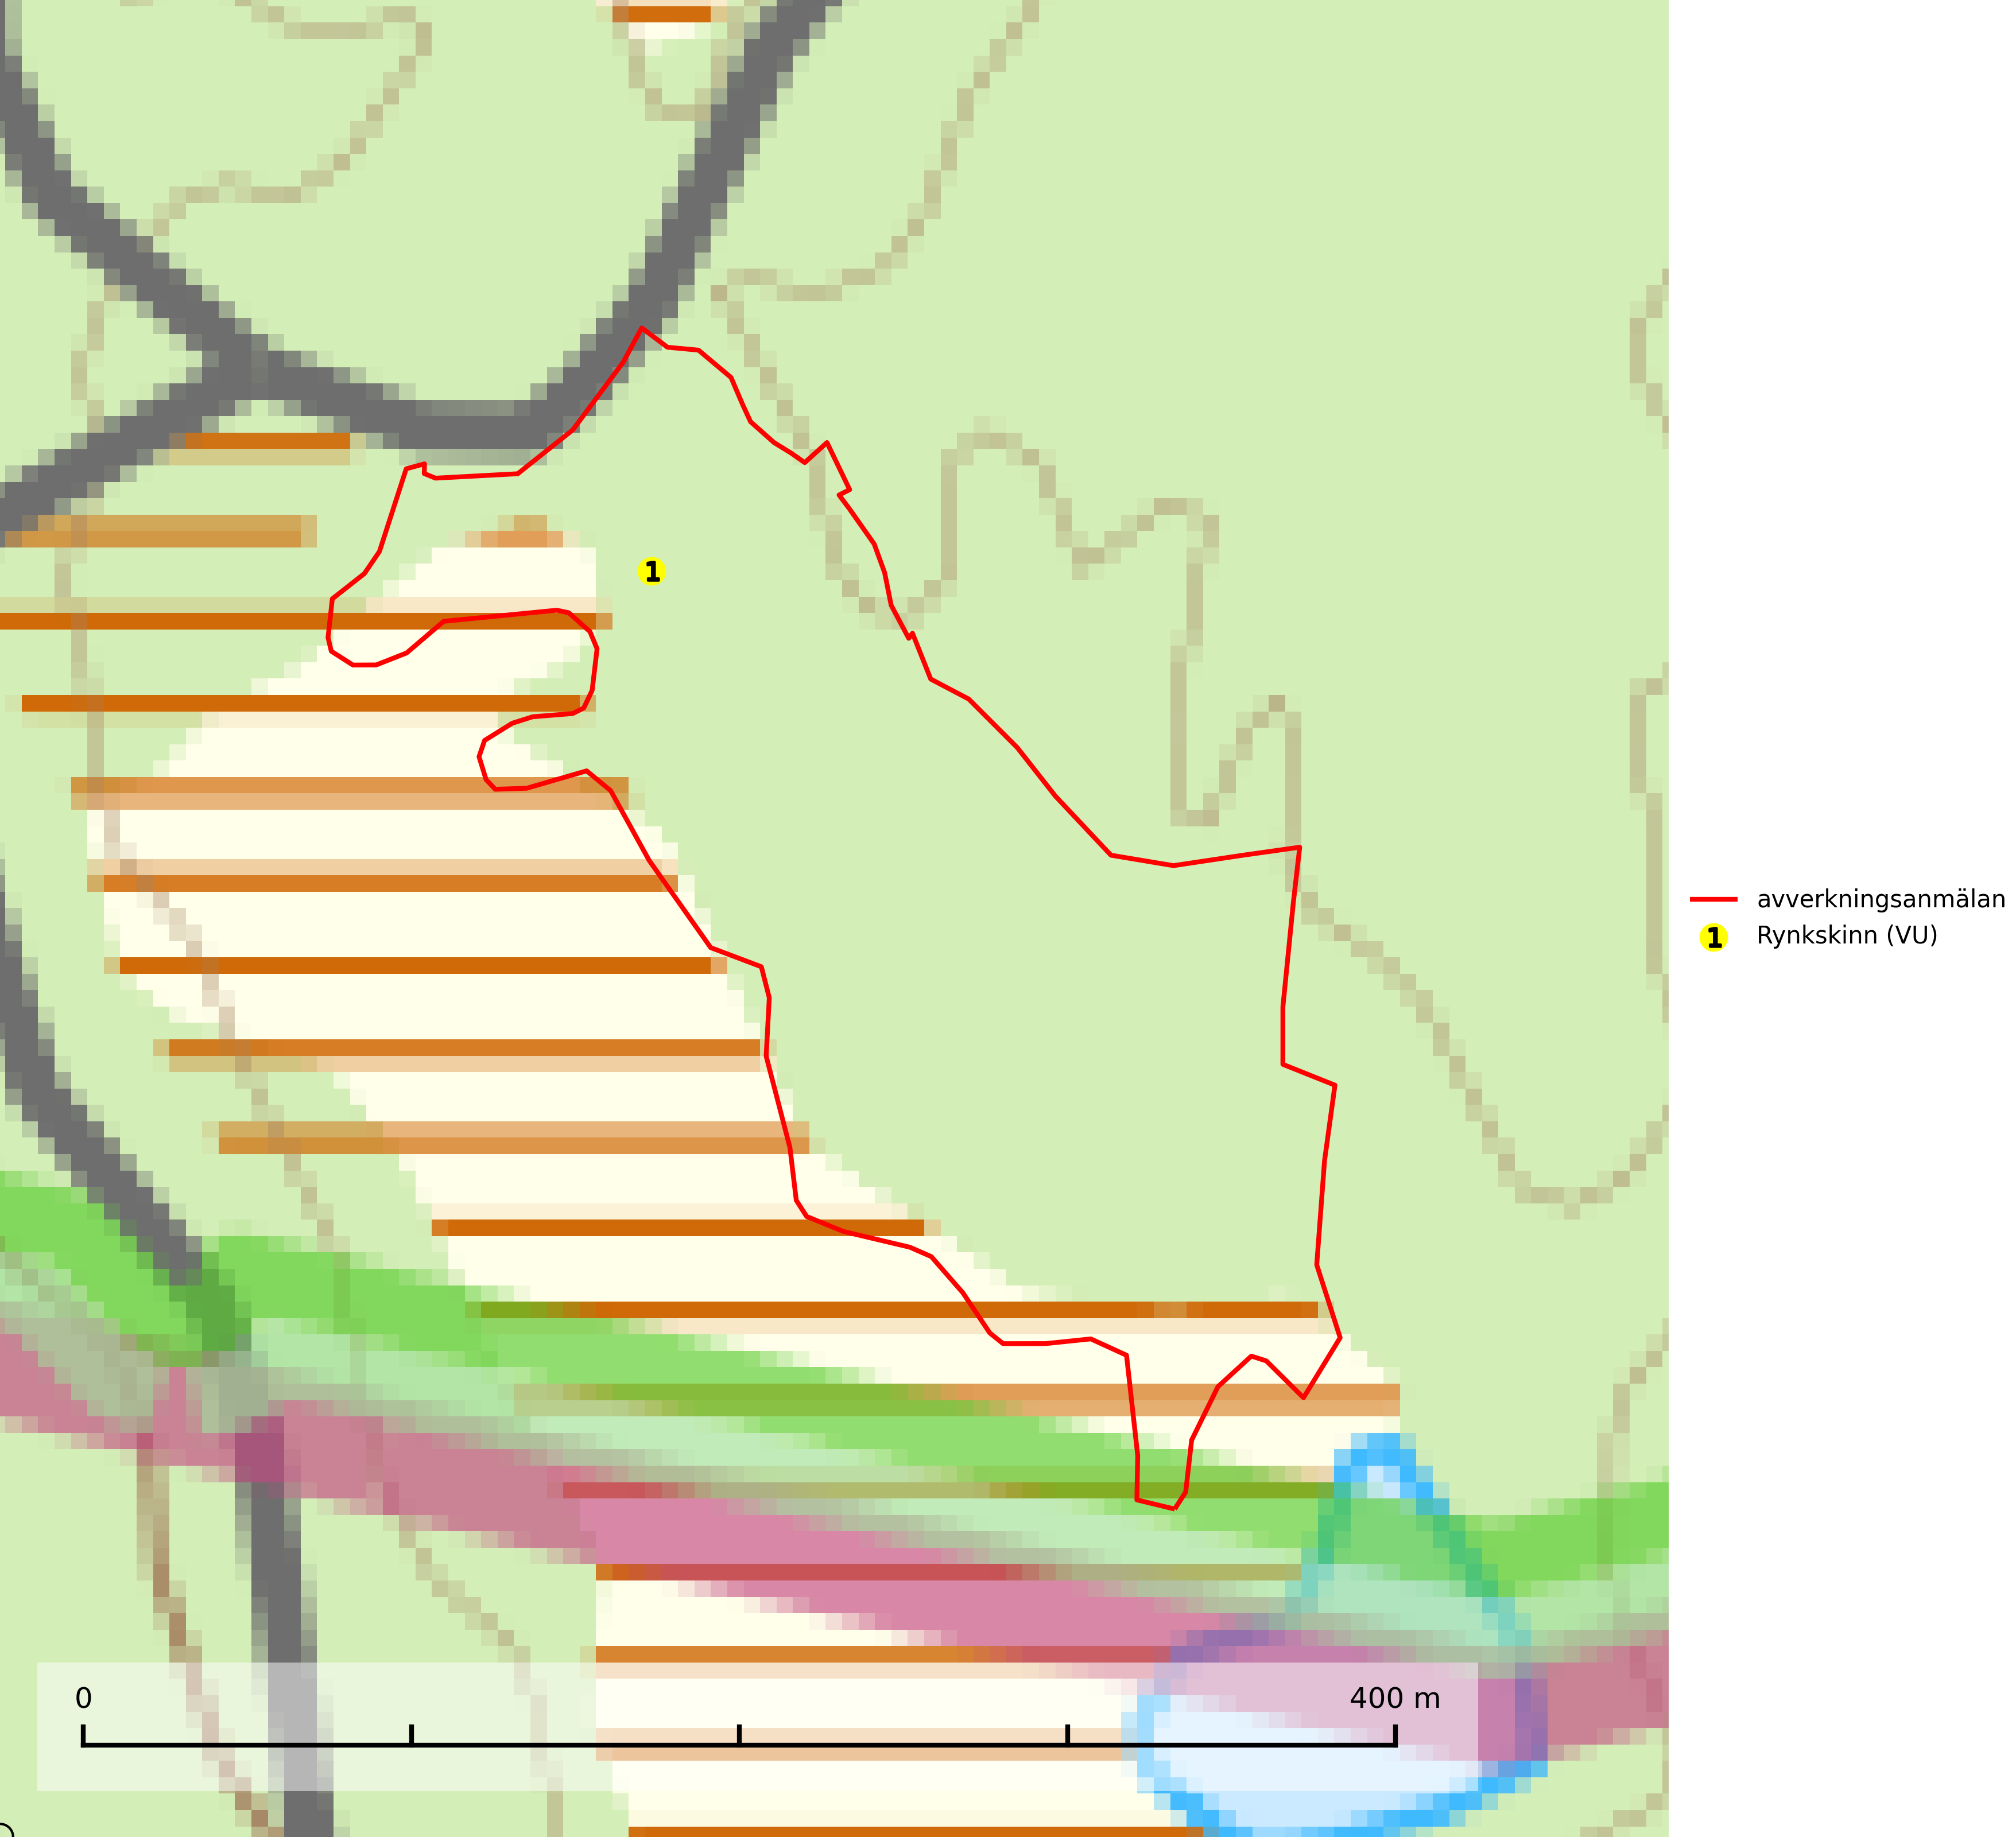 1
avverkningsanmälan
1 Rynkskinn (VU)
0 400 m